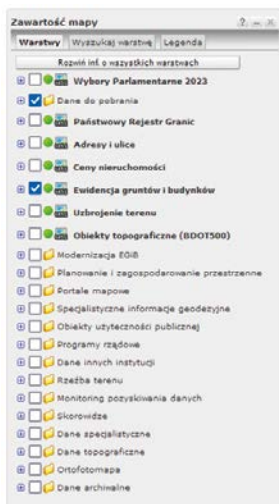 Zawartość mapy
Warstwy Wyszukaj warstwę Legenda
Rozwiń inf. o wszystkich warstwach
Wybory Parlamentarne 2023
Dane do pobrania
Państwowy Rejestr Granic
Adresy i ulice
Ceny nieruchomości
Ewidencja gruntów i budynków
Uzbrojenie terenu
Obiekty topograficzne (BDOT500)
Modernizacja EGiB
Planowanie i zagospodarowanie przestrzenne
Portale mapowe
Specjalistyczne informacje geodezyjne
Obiekty użyteczności publicznej
Programy rządowe
Dane innych instytucji
Rzeźba terenu
Monitoring pozyskiwania danych
Skorowidze
Dane specjalistyczne
Dane topograficzne
Ortofotomapa
Dane archiwalne